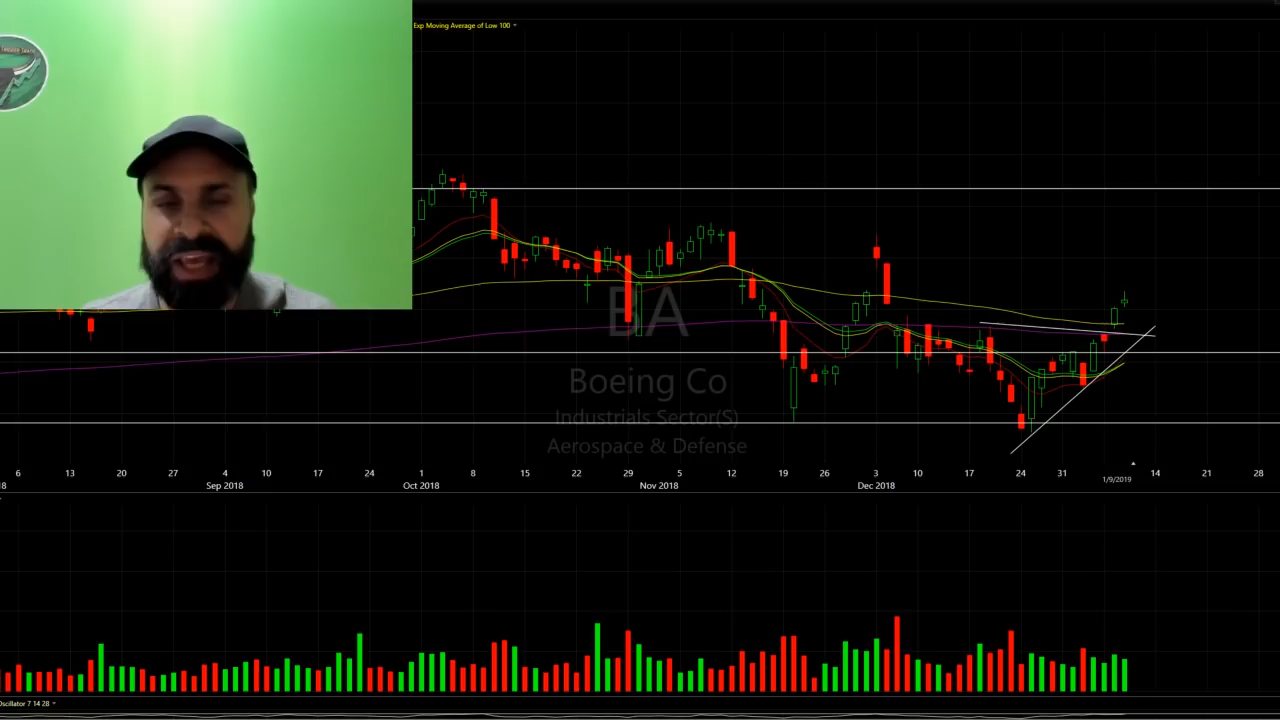 Exp Moving Average of Low 100
BA
Boeing Co
Industrials Sector(S)
Aerospace & Defense
6 13 20 27 4 10 17 24 1 8 15 22 29 5 12 19 26 3 10 17 24 31 14 21 28
18 Sep 2018 Oct 2018 Nov 2018 Dec 2018 1/9/2019
Oscillator 7 14 28